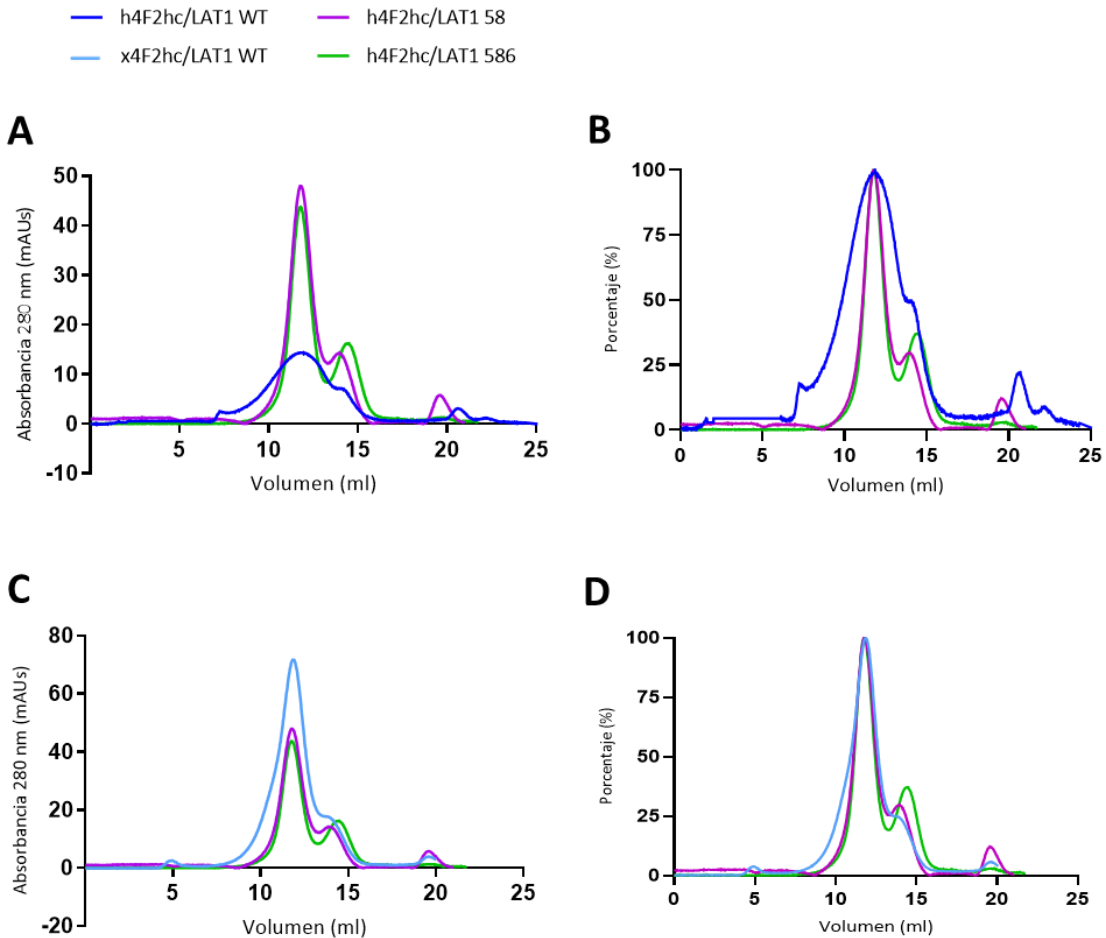 h4F2hc/LAT1 WT h4F2hc/LAT1 58
x4F2hc/LAT1 WT h4F2hc/LAT1 586
A
Absorbancia 280 nm (mAUs)
50
40
30
20
10
0
-10
5 10 15 20 25
Volumen (ml)
B
Porcentaje (%)
100
75
50
25
0
0 5 10 15 20 25
Volumen (ml)
C
Absorbancia 280 nm (mAUs)
80
60
40
20
0
-20
5 10 15 20 25
Volumen (ml)
D
Porcentaje (%)
100
75
50
25
0
0 5 10 15 20 25
Volumen (ml)